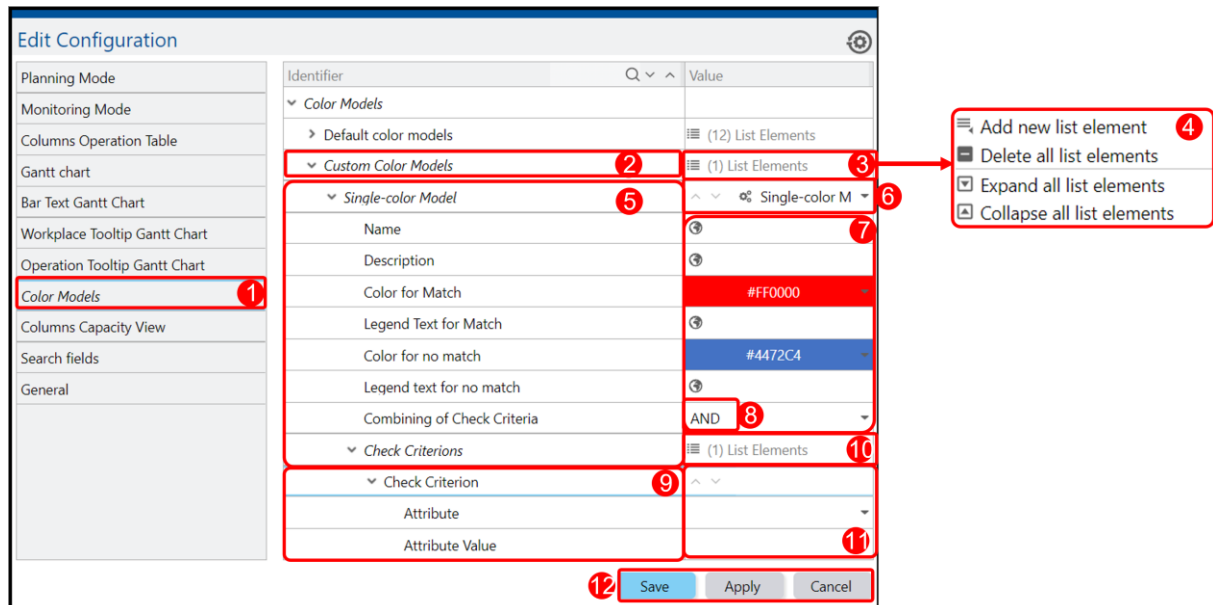 Edit Configuration
Planning Mode
Monitoring Mode
Columns Operation Table
Gantt chart
Bar Text Gantt Chart
Workplace Tooltip Gantt Chart
Operation Tooltip Gantt Chart
Color Models 1
Columns Capacity View
Search fields
General
Identifier Value
Color Models
Default color models (12) List Elements
Custom Color Models 2 (1) List Elements 3
Single-color Model 5 Single-color M 6
Name 7
Description
Color for Match #FF0000
Legend Text for Match
Color for no match #4472C4
Legend text for no match
Combining of Check Criteria AND 8
Check Criterions (1) List Elements 10
Check Criterion 9
Attribute
Attribute Value 11
12 Save Apply Cancel
Add new list element 4
Delete all list elements
Expand all list elements
Collapse all list elements